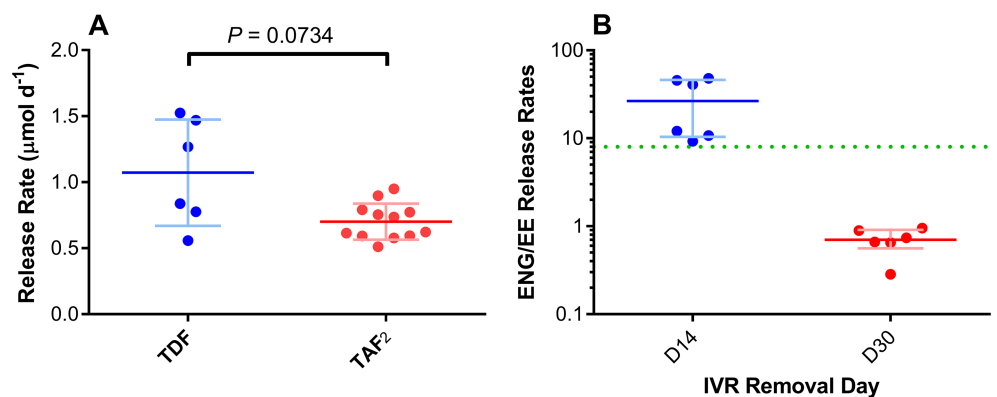 A
P = 0.0734
Release Rate (μmol d⁻¹)
2.0
1.5
1.0
0.5
0.0
TDF
TAF₂
B
ENG/EE Release Rates
100
10
1
0.1
D14
D30
IVR Removal Day